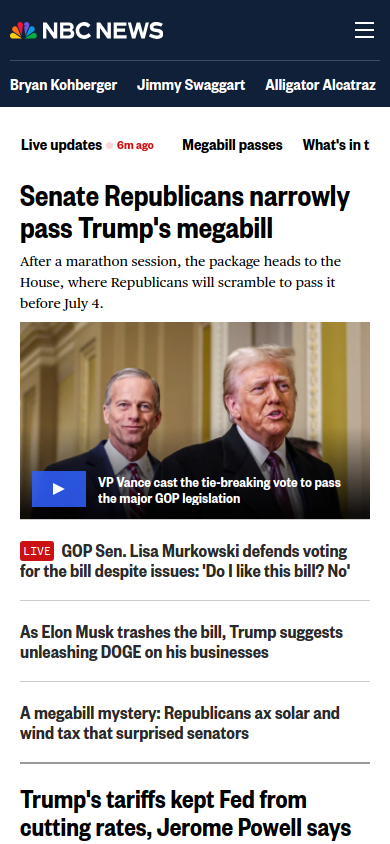 NBC NEWS
Bryan Kohberger Jimmy Swaggart Alligator Alcatraz
Live updates 6m ago Megabill passes What's in t
Senate Republicans narrowly
pass Trump's megabill
After a marathon session, the package heads to the
House, where Republicans will scramble to pass it
before July 4.
VP Vance cast the tie-breaking vote to pass
the major GOP legislation
LIVE GOP Sen. Lisa Murkowski defends voting
for the bill despite issues: 'Do I like this bill? No'
As Elon Musk trashes the bill, Trump suggests
unleashing DOGE on his businesses
A megabill mystery: Republicans ax solar and
wind tax that surprised senators
Trump's tariffs kept Fed from
cutting rates, Jerome Powell says